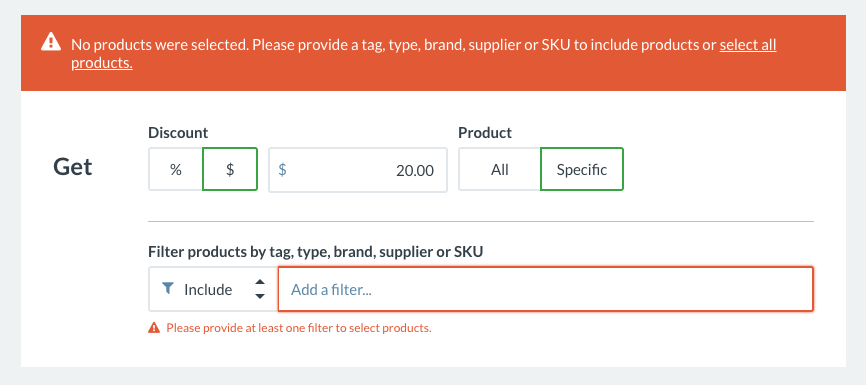 No products were selected. Please provide a tag, type, brand, supplier or SKU to include products or select all
products.
Discount
Product
Get
%
$
$
20.00
All
Specific
Filter products by tag, type, brand, supplier or SKU
Include
Add a filter...
Please provide at least one filter to select products.